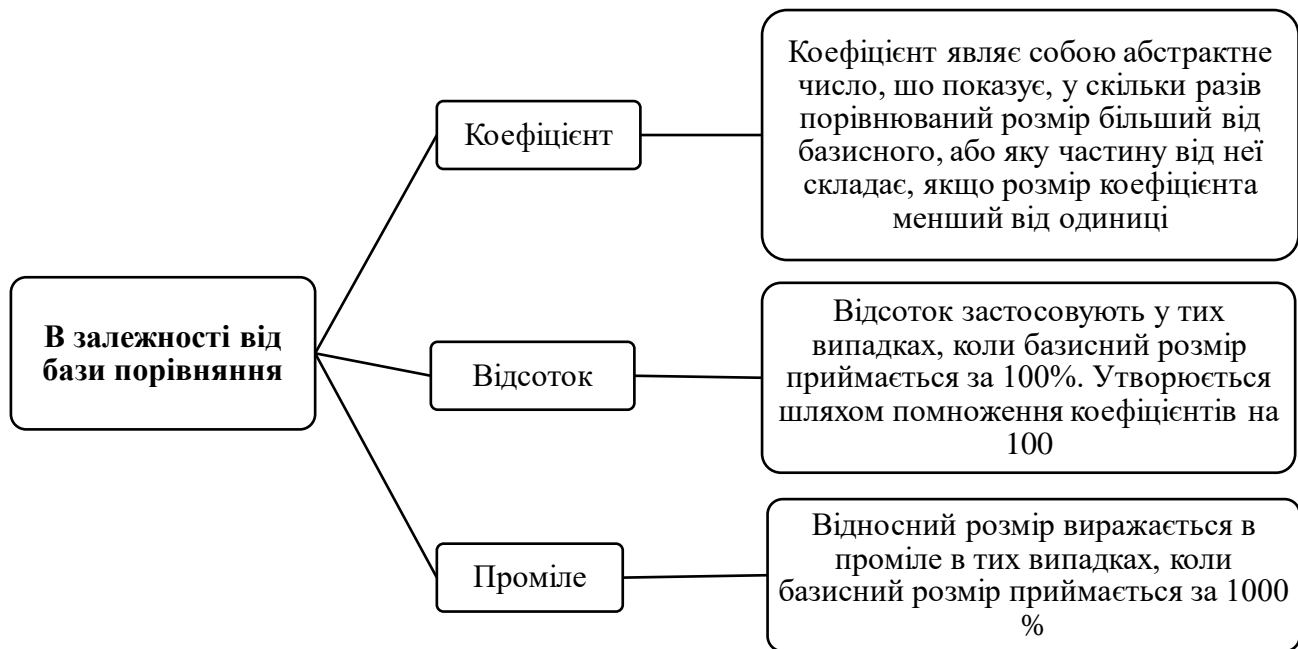 В залежності від
бази порівняння
Коефіцієнт
Коефіцієнт являє собою абстрактне
число, шо показує, у скільки разів
порівнюваний розмір більший від
базисного, або яку частину від неї
складає, якщо розмір коефіцієнта
менший від одиниці
Відсоток
Відсоток застосовують у тих
випадках, коли базисний розмір
приймається за 100%. Утворюється
шляхом помноження коефіцієнтів на
100
Проміле
Відносний розмір виражається в
проміле в тих випадках, коли
базисний розмір приймається за 1000
%